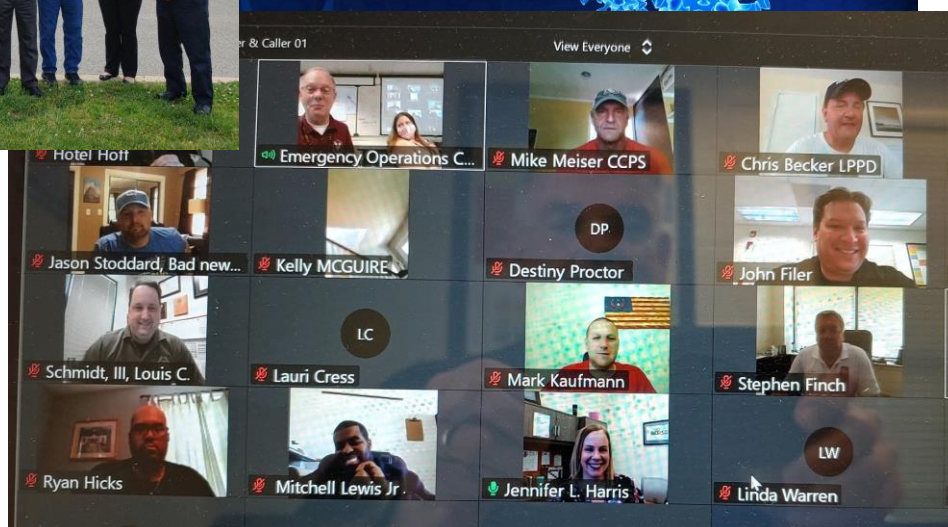 r & Caller 01
View Everyone
Hotel Hoff
Emergency Operations C...
Mike Meiser CCPS
Chris Becker LPPD
Jason Stoddard, Bad new...
Kelly MCGUIRE
DP
Destiny Proctor
John Filer
Schmidt, III, Louis C.
LC
Lauri Cress
Mark Kaufmann
Stephen Finch
Ryan Hicks
Mitchell Lewis Jr
Jennifer L. Harris
LW
Linda Warren